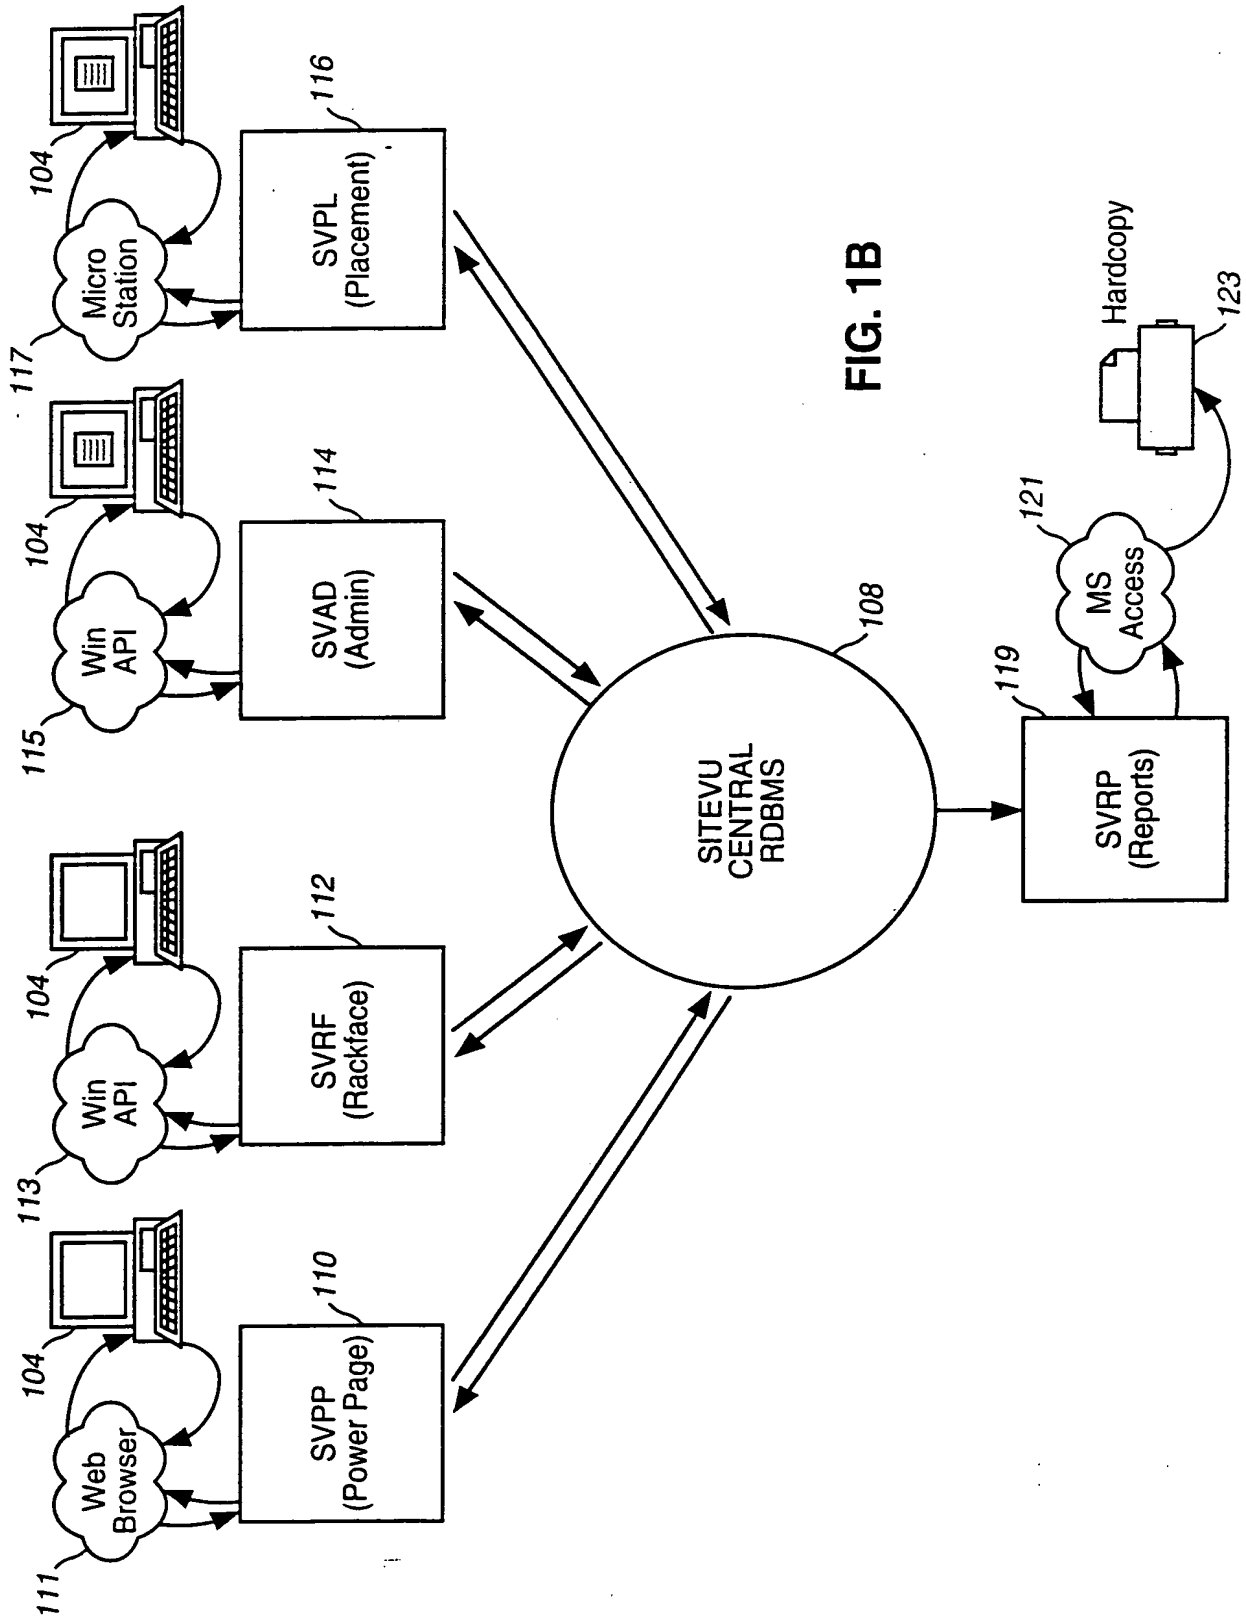 111
Web
Browser
104
113
Win
API
104
115
Win
API
104
117
Micro
Station
104
SVPP
(Power Page)
110
SVRF
(Rackface)
112
SVAD
(Admin)
114
SVPL
(Placement)
116
SITEVU
CENTRAL
RDBMS
108
FIG. 1B
SVRP
(Reports)
119
MS
Access
121
Hardcopy
123